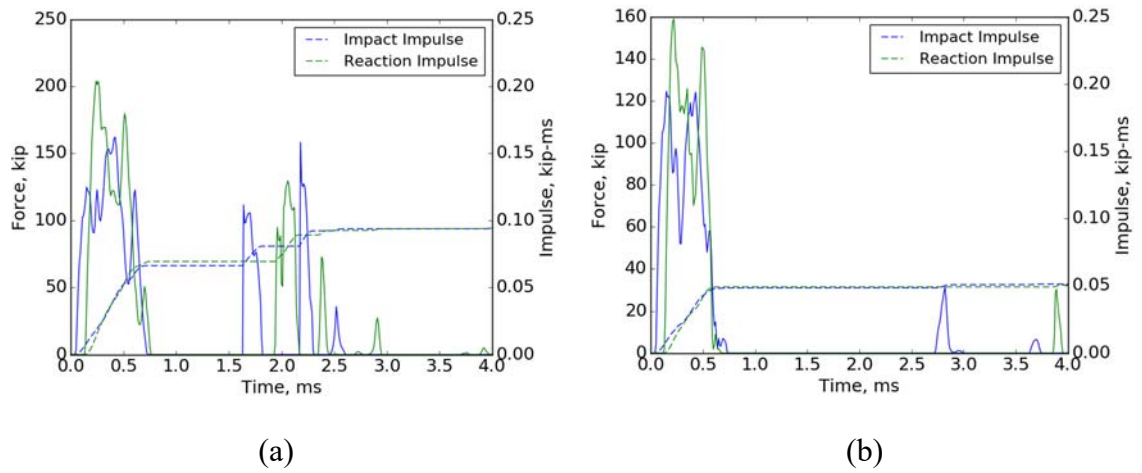 250
200
150
100
50
0
Force, kip
0.25
0.20
0.15
0.10
0.05
0.00
Impulse, kip-ms
Impact Impulse
Reaction Impulse
0.0 0.5 1.0 1.5 2.0 2.5 3.0 3.5 4.0
Time, ms
(a)
160
140
120
100
80
60
40
20
0
Force, kip
0.25
0.20
0.15
0.10
0.05
0.00
Impulse, kip-ms
Impact Impulse
Reaction Impulse
0.0 0.5 1.0 1.5 2.0 2.5 3.0 3.5 4.0
Time, ms
(b)